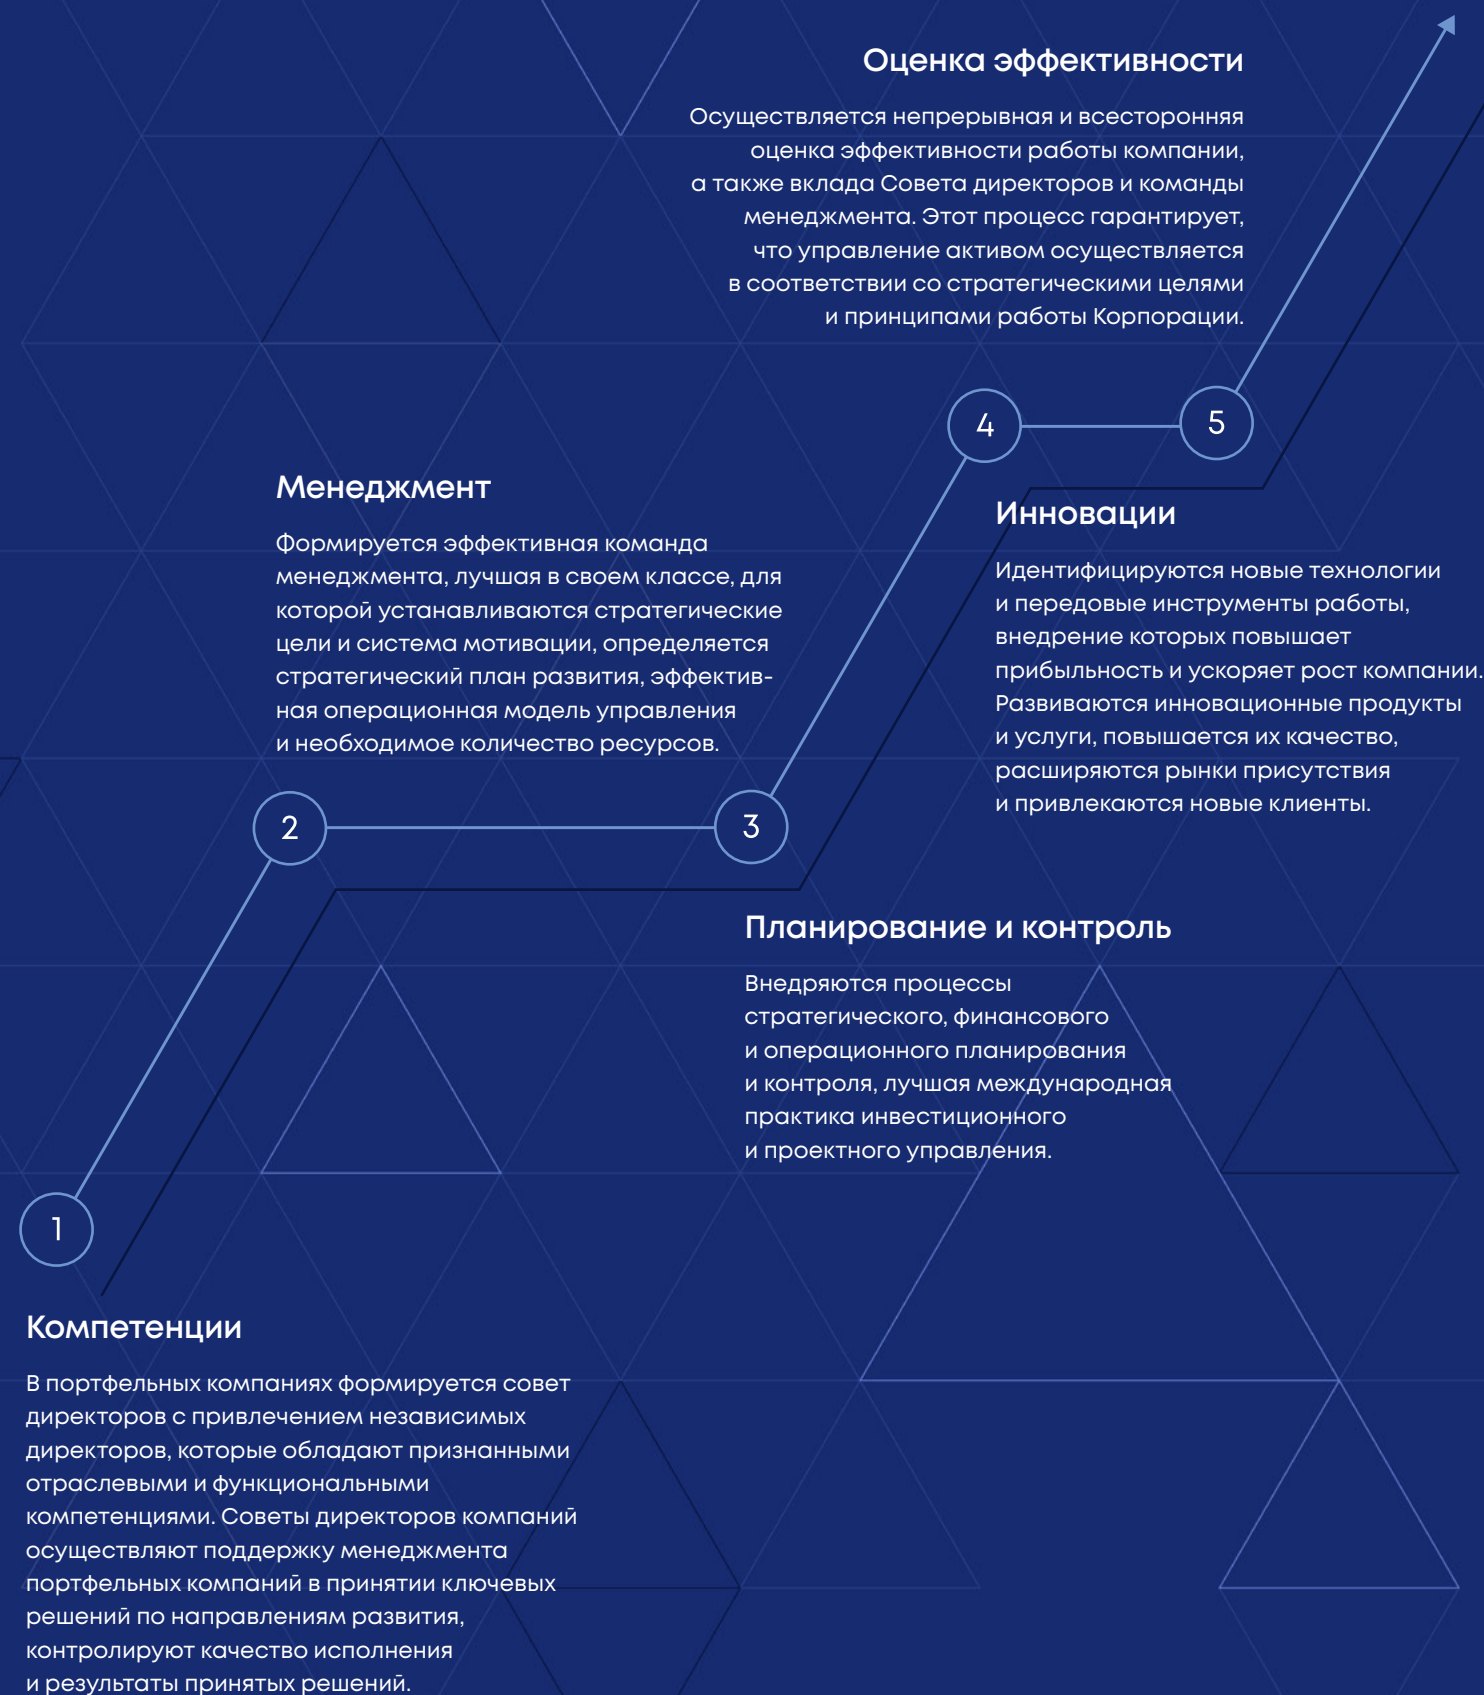 Оценка эффективности
Осуществляется непрерывная и всесторонняя
оценка эффективности работы компании,
а также вклада Совета директоров и команды
менеджмента. Этот процесс гарантирует,
что управление активом осуществляется
в соответствии со стратегическими целями
и принципами работы Корпорации.
4
5
Менеджмент
Формируется эффективная команда
менеджмента, лучшая в своем классе, для
которой устанавливаются стратегические
цели и система мотивации, определяется
стратегический план развития, эффектив-
ная операционная модель управления
и необходимое количество ресурсов.
Инновации
Идентифицируются новые технологии
и передовые инструменты работы,
внедрение которых повышает
прибыльность и ускоряет рост компании.
Развиваются инновационные продукты
и услуги, повышается их качество,
расширяются рынки присутствия
и привлекаются новые клиенты.
2
3
Планирование и контроль
Внедряются процессы
стратегического, финансового
и операционного планирования
и контроля, лучшая международная
практика инвестиционного
и проектного управления.
1
Компетенции
В портфельных компаниях формируется совет
директоров с привлечением независимых
директоров, которые обладают признанными
отраслевыми и функциональными
компетенциями. Советы директоров компаний
осуществляют поддержку менеджмента
портфельных компаний в принятии ключевых
решений по направлениям развития,
контролируют качество исполнения
и результаты принятых решений.